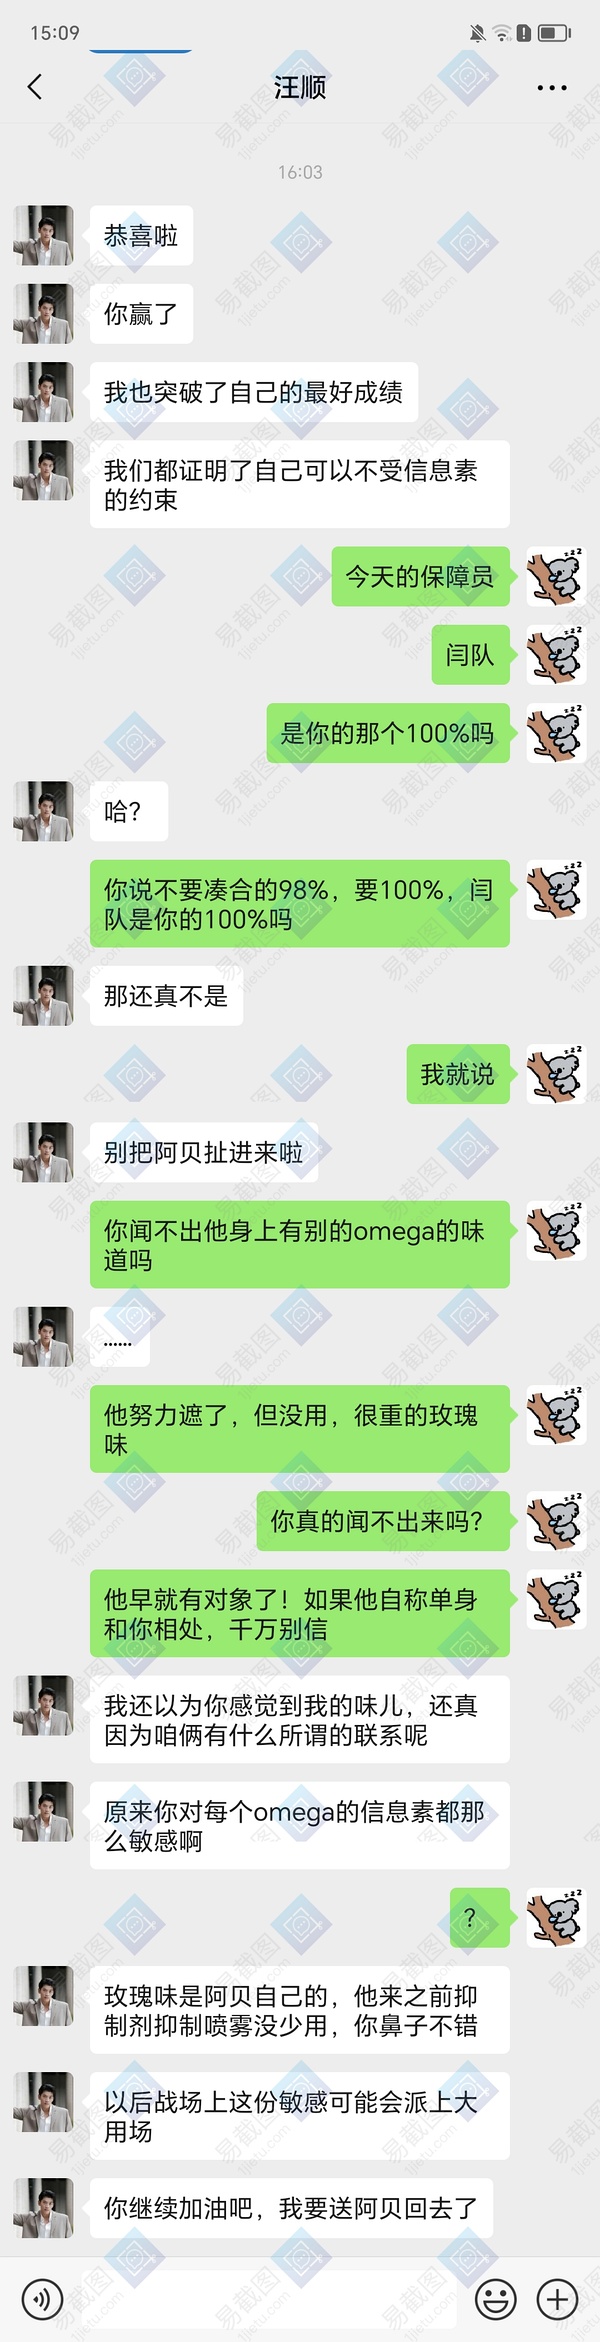 15:09
汪顺
16:03
恭喜啦
你赢了
我也突破了自己的最好成绩
我们都证明了自己可以不受信息素
的约束
今天的保障员
闫队
是你的那个100%吗
哈？
你说不要凑合的98%，要100%，闫
队是你的100%吗
那还真不是
我就说
别把阿贝扯进来啦
你闻不出他身上有别的omega的味
道吗
……
他努力遮了，但没用，很重的玫瑰
味
你真的闻不出来吗？
他早就有对象了！如果他自称单身
和你相处，千万别信
我还以为你感觉到我的味儿，还真
因为咱俩有什么所谓的联系呢
原来你对每个omega的信息素都那
么敏感啊
？
玫瑰味是阿贝自己的，他来之前抑
制剂抑制喷雾没少用，你鼻子不错
以后战场上这份敏感可能会派上大
用场
你继续加油吧，我要送阿贝回去了
易截图
1jietu.com